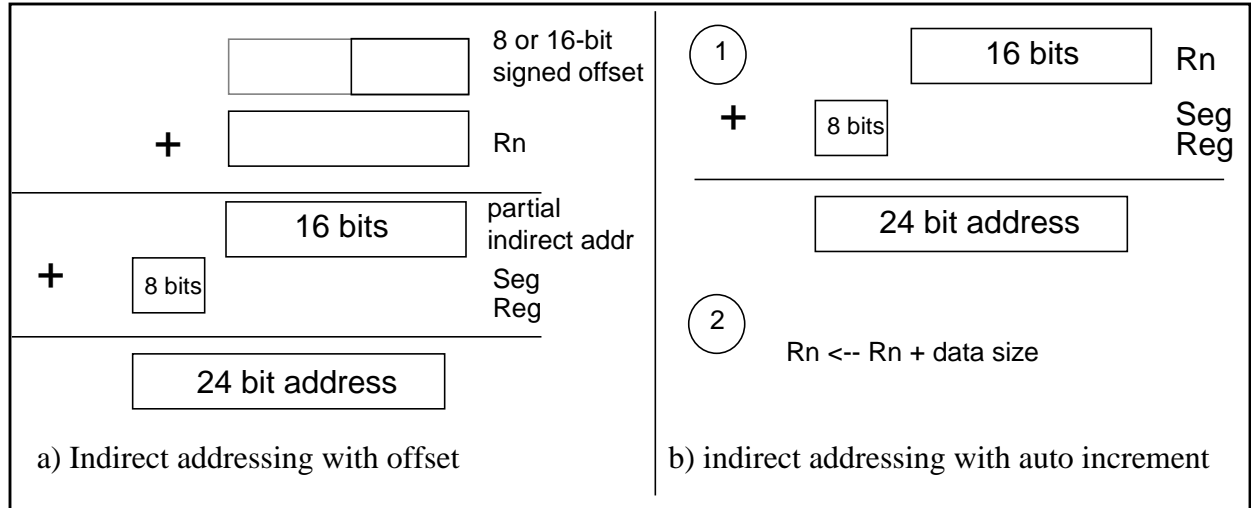 8 or 16-bit
signed offset
+
Rn
16 bits
partial
indirect addr
+
8 bits
Seg
Reg
24 bit address
a) Indirect addressing with offset
1
16 bits
Rn
+
8 bits
Seg
Reg
24 bit address
2
Rn <-- Rn + data size
b) indirect addressing with auto increment